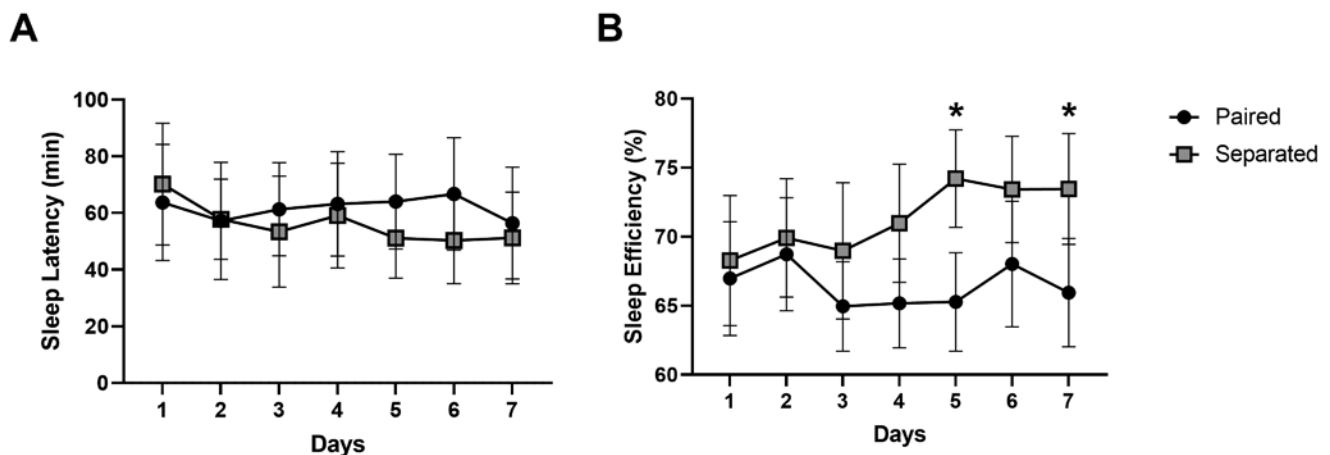 A
Sleep Latency (min)
100
80
60
40
20
0
1 2 3 4 5 6 7
Days
B
Sleep Efficiency (%)
80
75
70
65
60
* *
1 2 3 4 5 6 7
Days
Paired
Separated